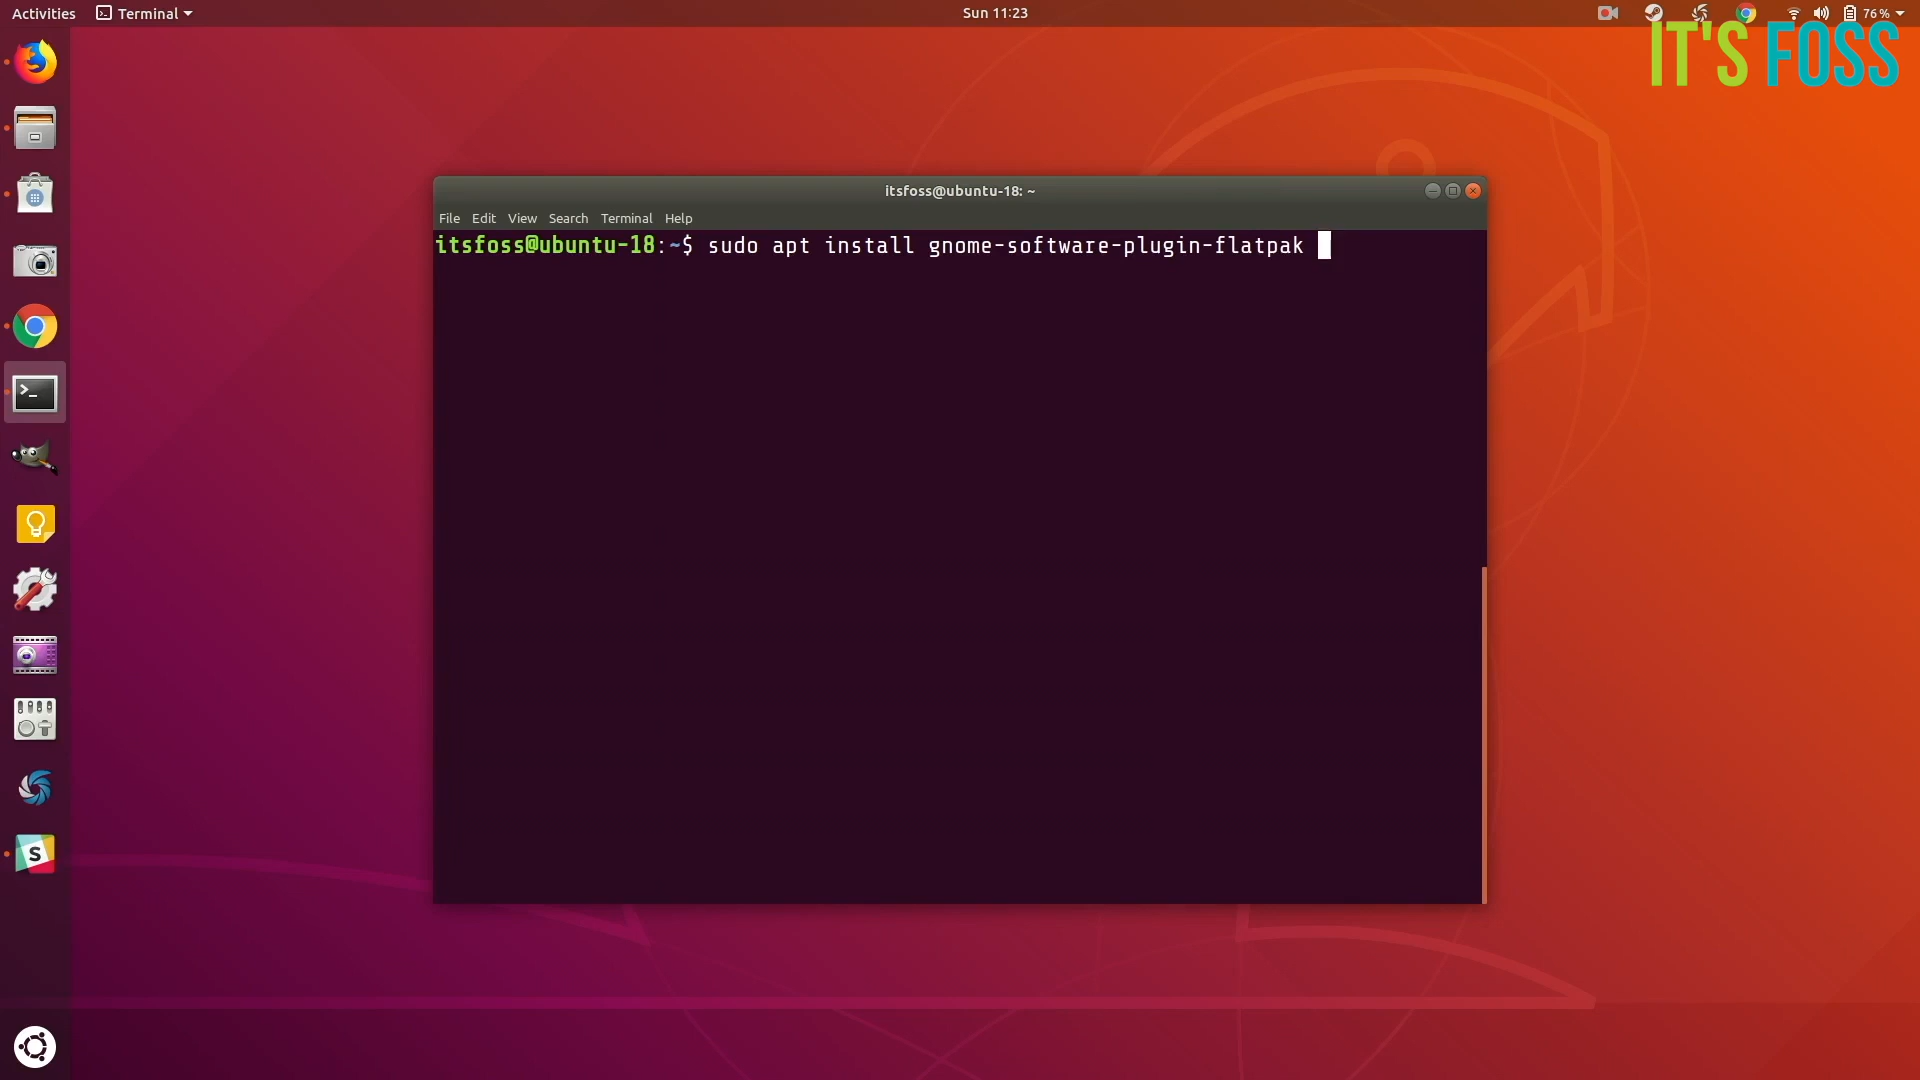 Activities Terminal Sun 11:23 76%
IT'S FOSS
itsfoss@ubuntu-18: ~
File Edit View Search Terminal Help
itsfoss@ubuntu-18:~$ sudo apt install gnome-software-plugin-flatpak
>_
S